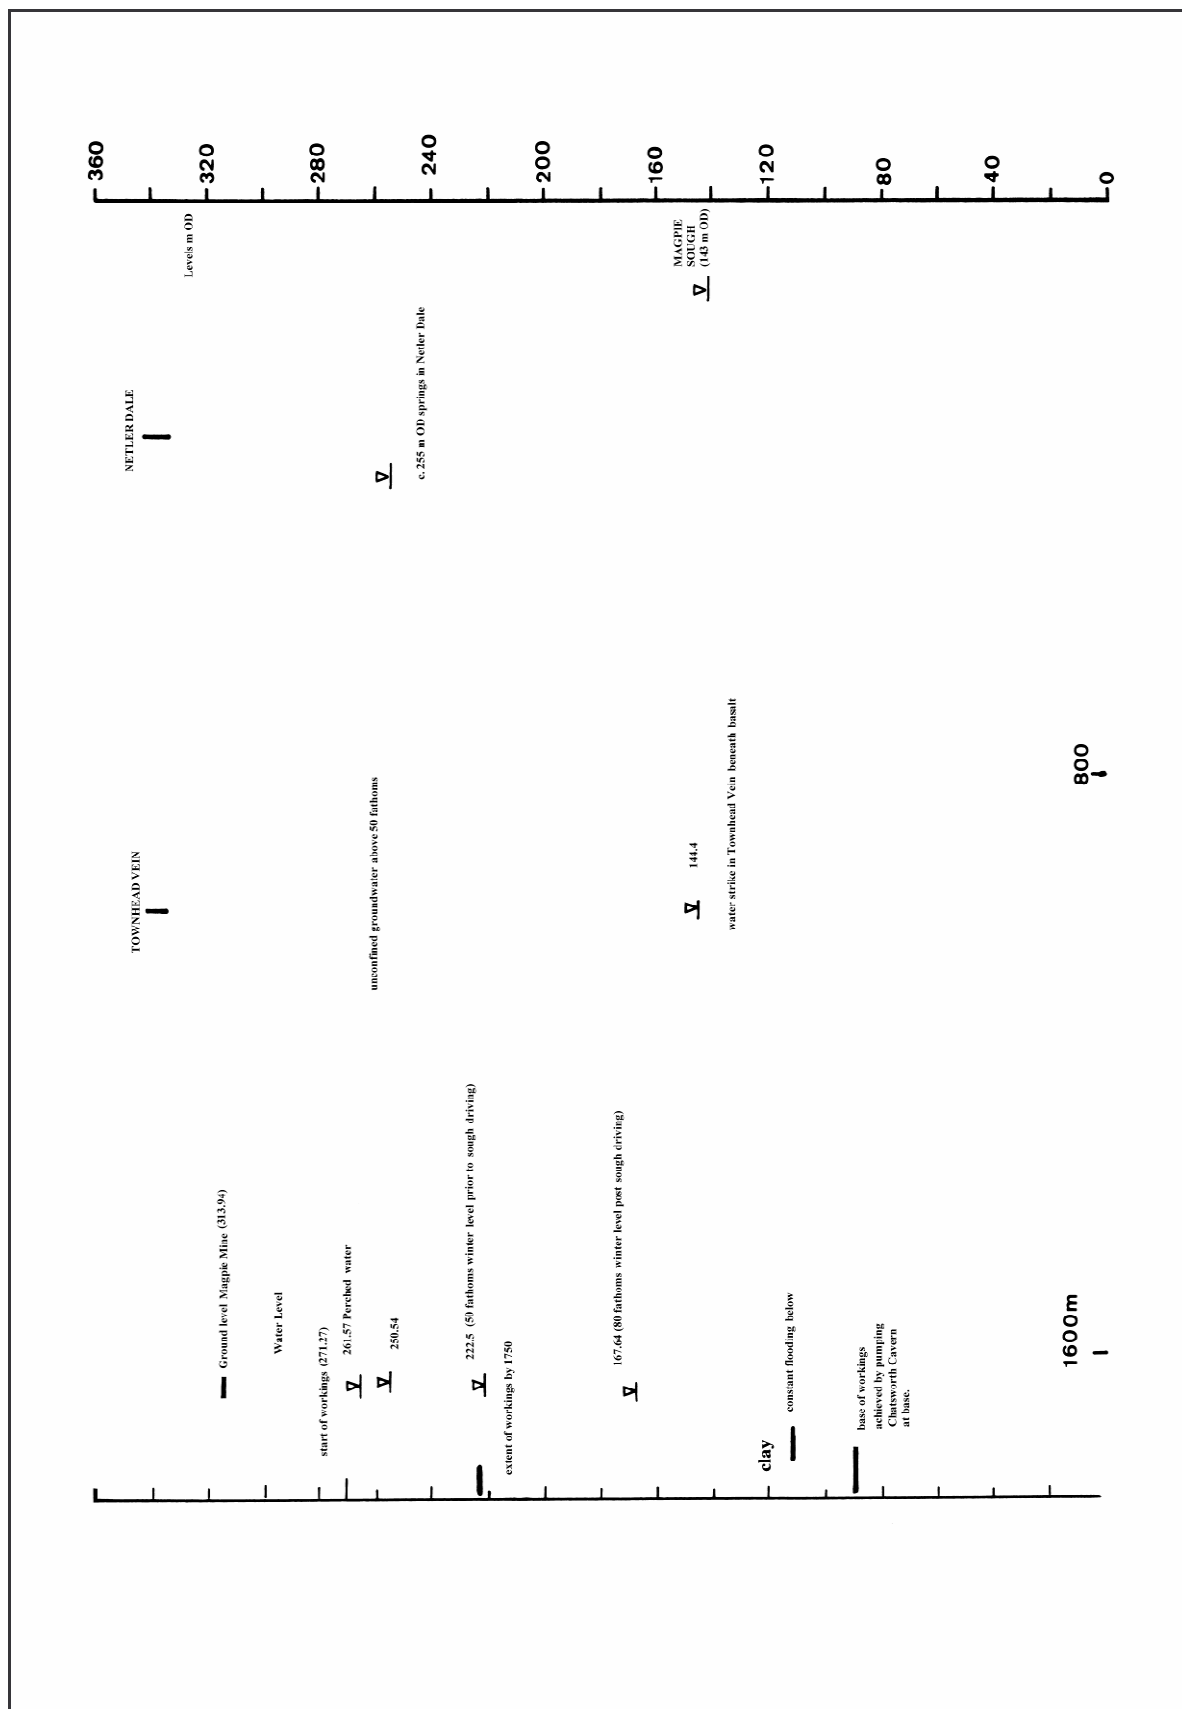 360
320
280
240
200
160
120
80
40
0
Levels m OD
MAGPIE
SOUGH
(143 m OD)
NETLER DALE
c. 255 m OD springs in Netler Dale
TOWNHEAD VEIN
unconfined groundwater above 50 fathoms
144.4
water strike in Townhead Vein beneath basalt
800
Ground level Magpie Mine (313.94)
Water Level
start of workings (271.27)
261.57 Perched water
250.54
222.5 (50 fathoms winter level prior to sough driving)
extent of workings by 1750
167.64 (80 fathoms winter level post sough driving)
clay
constant flooding below
base of workings
achieved by pumping
Chatsworth Cavern
at base.
1600m